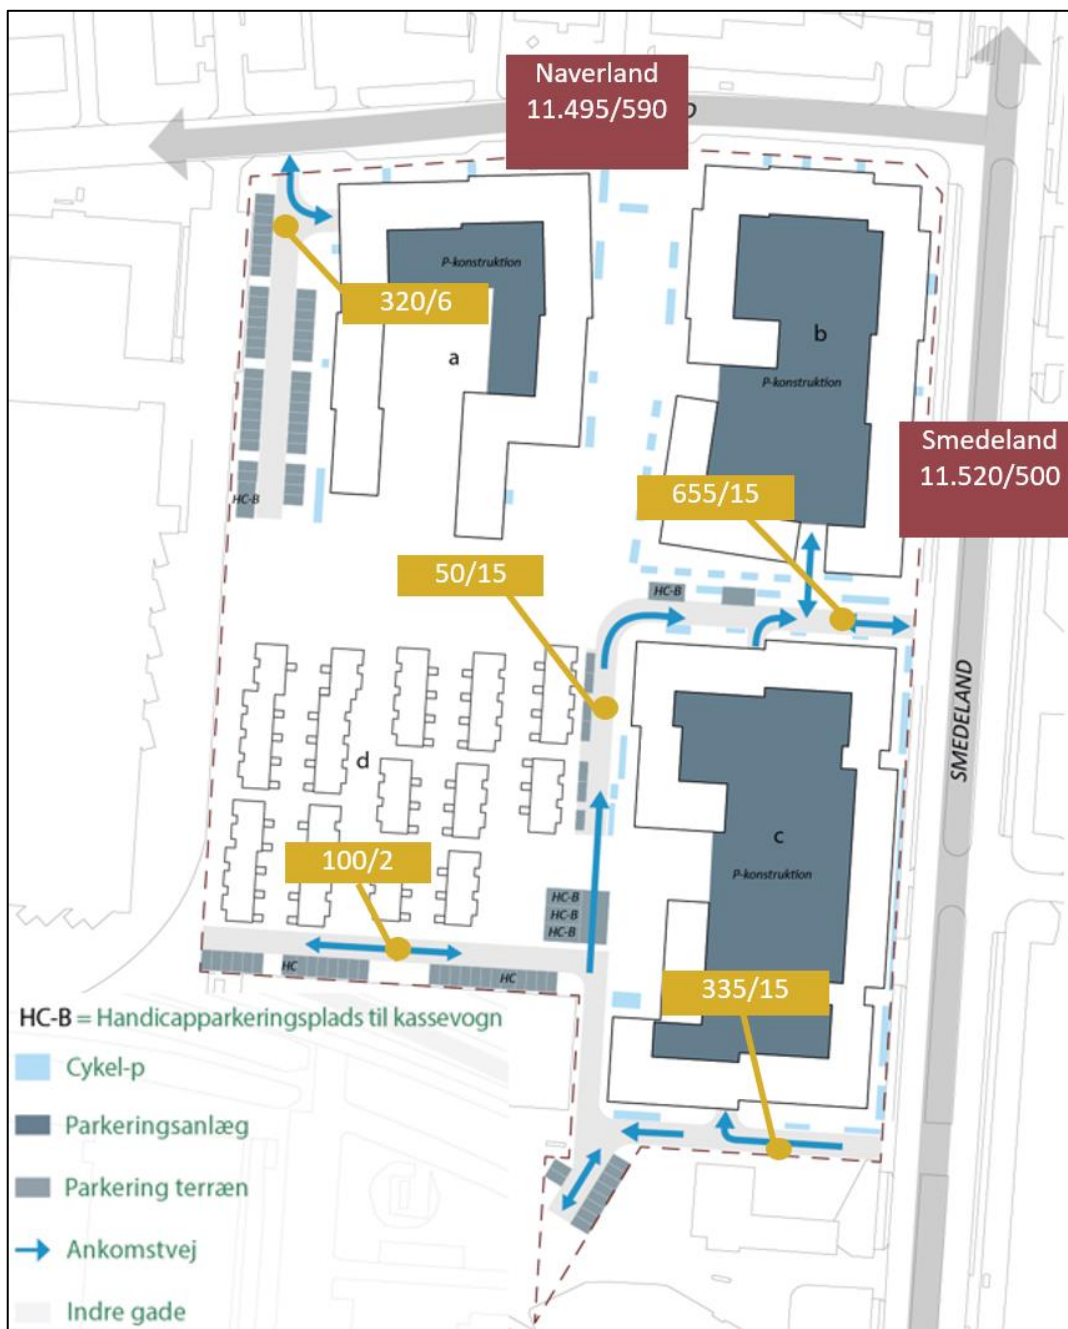 Naverland
11.495/590
D
P-konstruktion
320/6
a
b
P-konstruktion
Smedeland
11.520/500
655/15
HC-B
50/15
HC-B
SMEDELAND
d
c
100/2
P-konstruktion
HC-B
HC-B
HC-B
HC
HC
335/15
HC-B = Handicapparkeringsplads til kassevogn
Cykel-p
Parkeringsanlæg
Parkering terræn
Ankomstvej
Indre gade